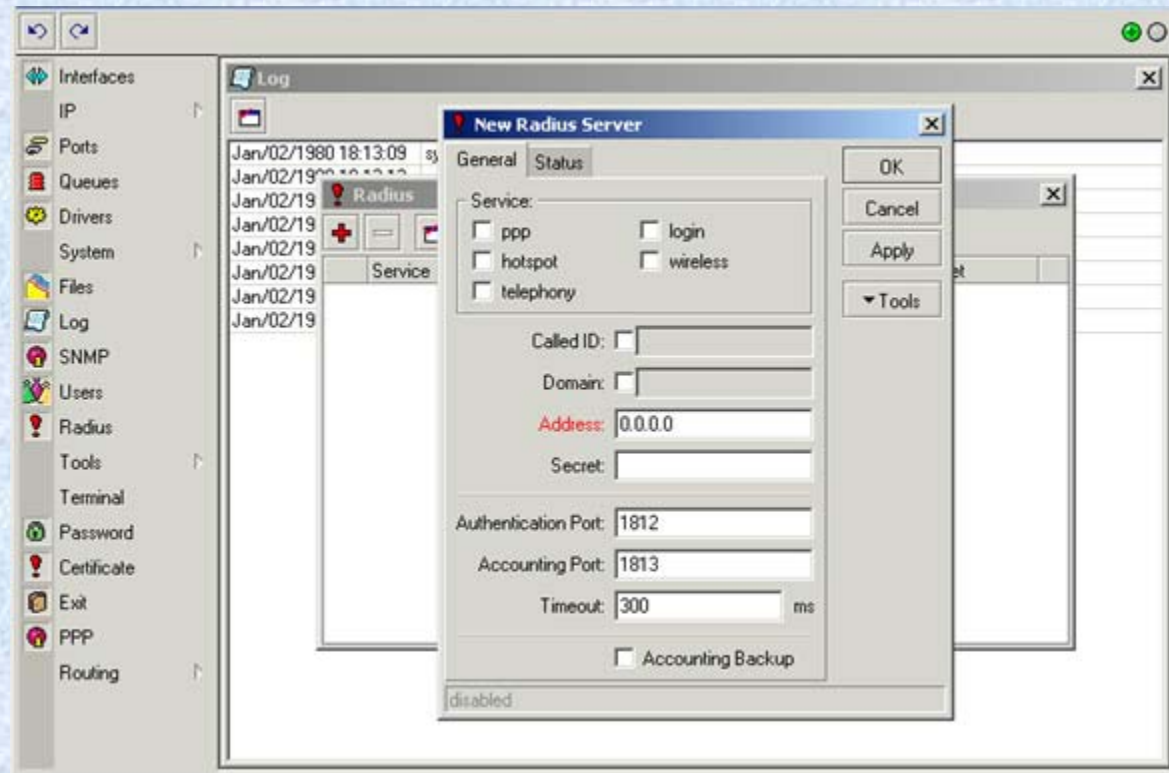 Interfaces
IP
Ports
Queues
Drivers
System
Files
Log
SNMP
Users
Radius
Tools
Terminal
Password
Certificate
Exit
PPP
Routing
Log
Jan/02/1980 18:13:09
Jan/02/19
Jan/02/19
Jan/02/19
Jan/02/19
Jan/02/19
Jan/02/19
Jan/02/19
Radius
Service
New Radius Server
General Status
Service:
ppp login
hotspot wireless
telephony
Called ID:
Domain:
Address: 0.0.0.0
Secret:
Authentication Port: 1812
Accounting Port: 1813
Timeout: 300 ms
Accounting Backup
disabled
OK
Cancel
Apply
Tools